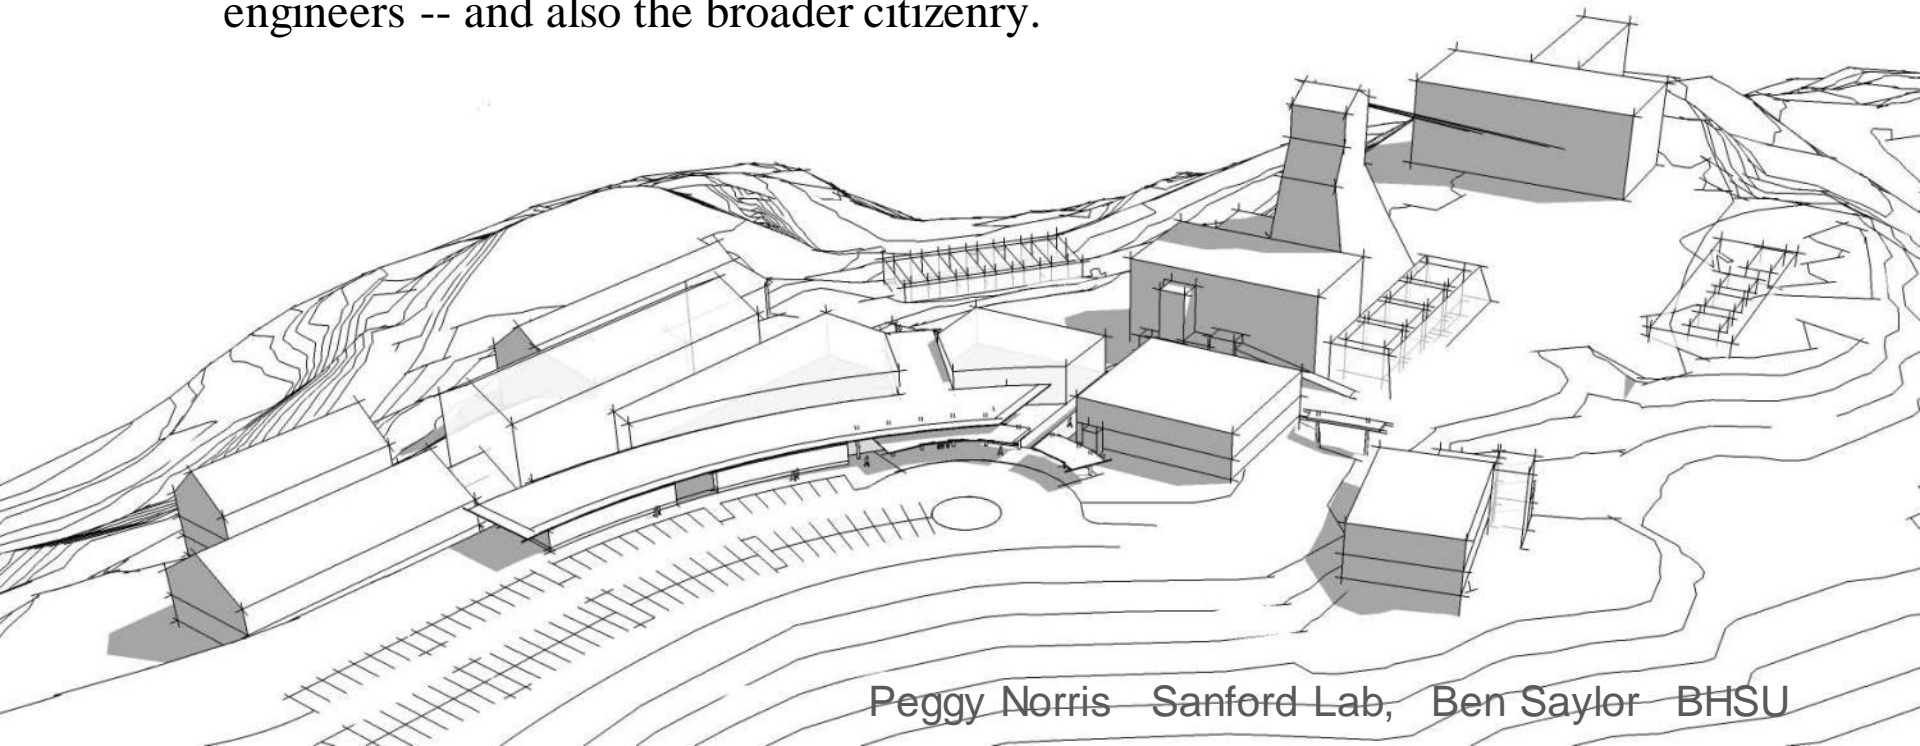 engineers -- and also the broader citizenry.
Peggy Norris Sanford Lab, Ben Saylor BHSU